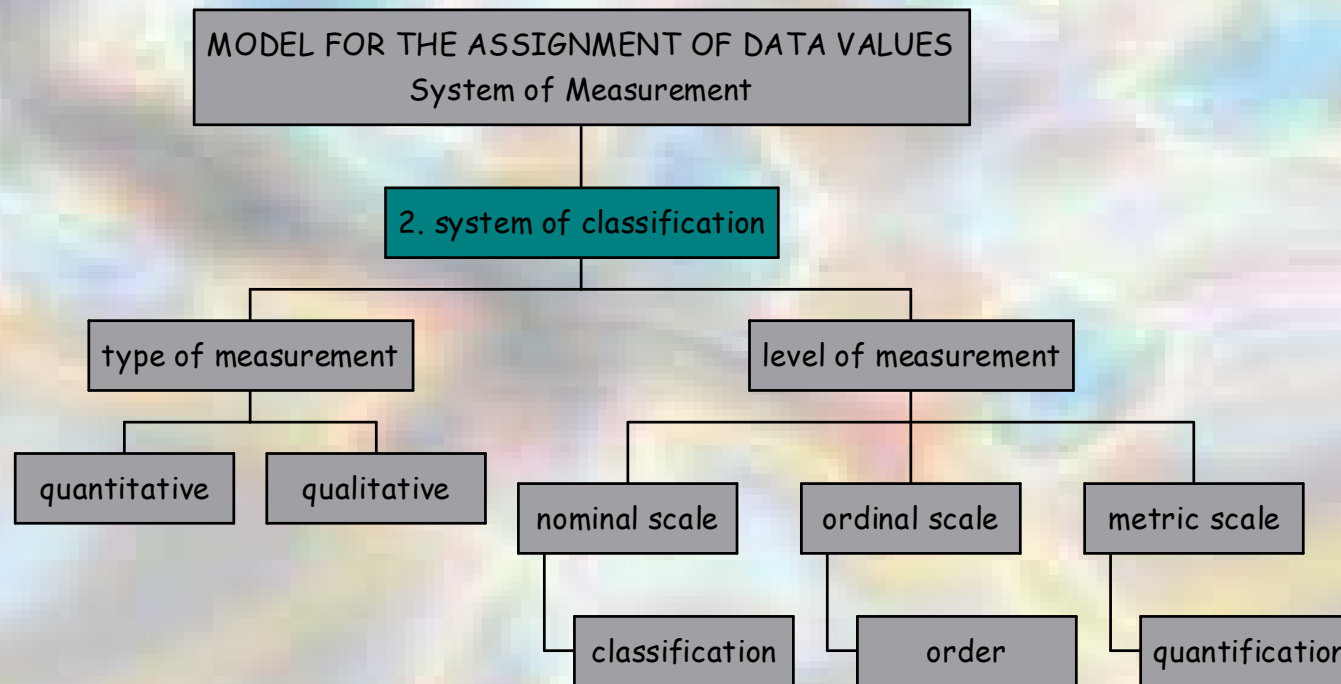 MODEL FOR THE ASSIGNMENT OF DATA VALUES
System of Measurement
2. system of classification
type of measurement
level of measurement
quantitative
qualitative
nominal scale
ordinal scale
metric scale
classification
order
quantification